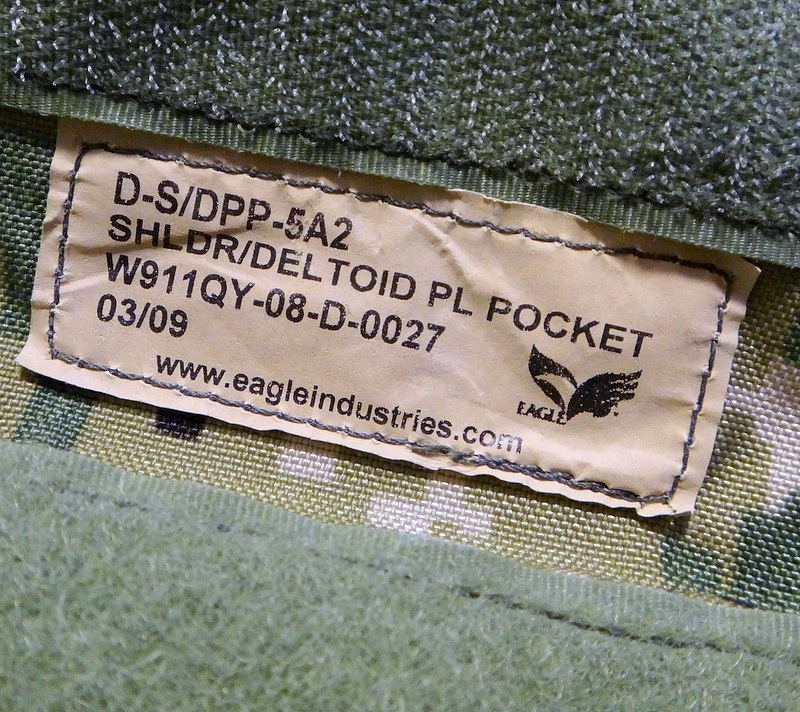 D-S/DPP-5A2
SHLDR/DELTOID PL POCKET
W911QY-08-D-0027
03/09
www.eagleindustries.com
EAGLE